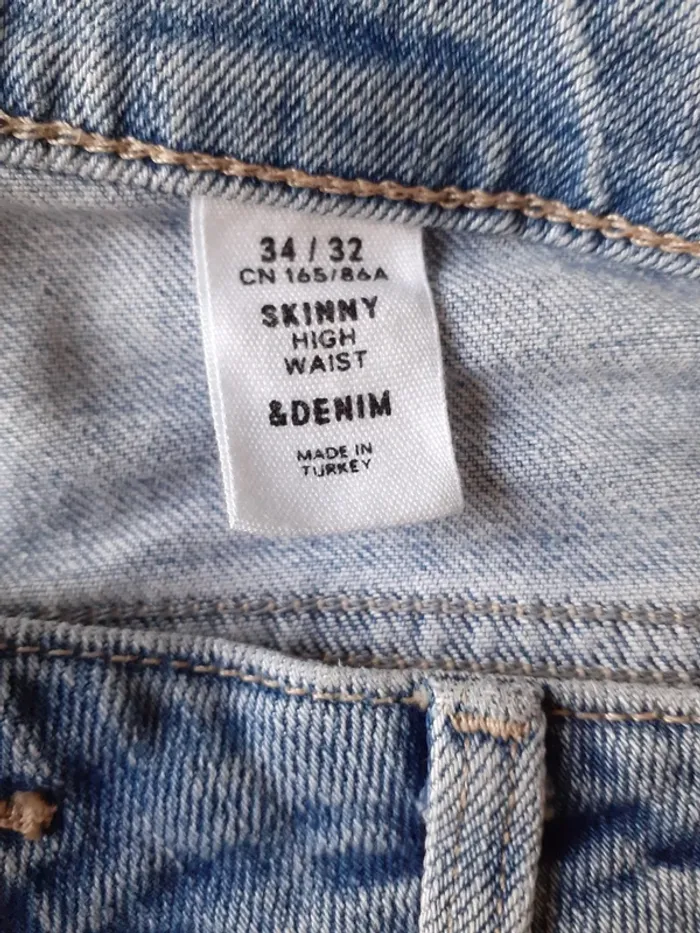 34 / 32
CN 165/86A
SKINNY
HIGH
WAIST
&DENIM
MADE IN
TURKEY